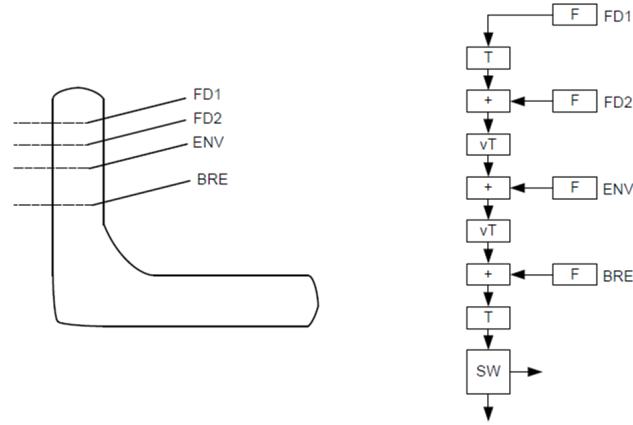 FD1
FD2
ENV
BRE
F FD1
T
+ F FD2
vT
+ F ENV
vT
+ F BRE
T
SW